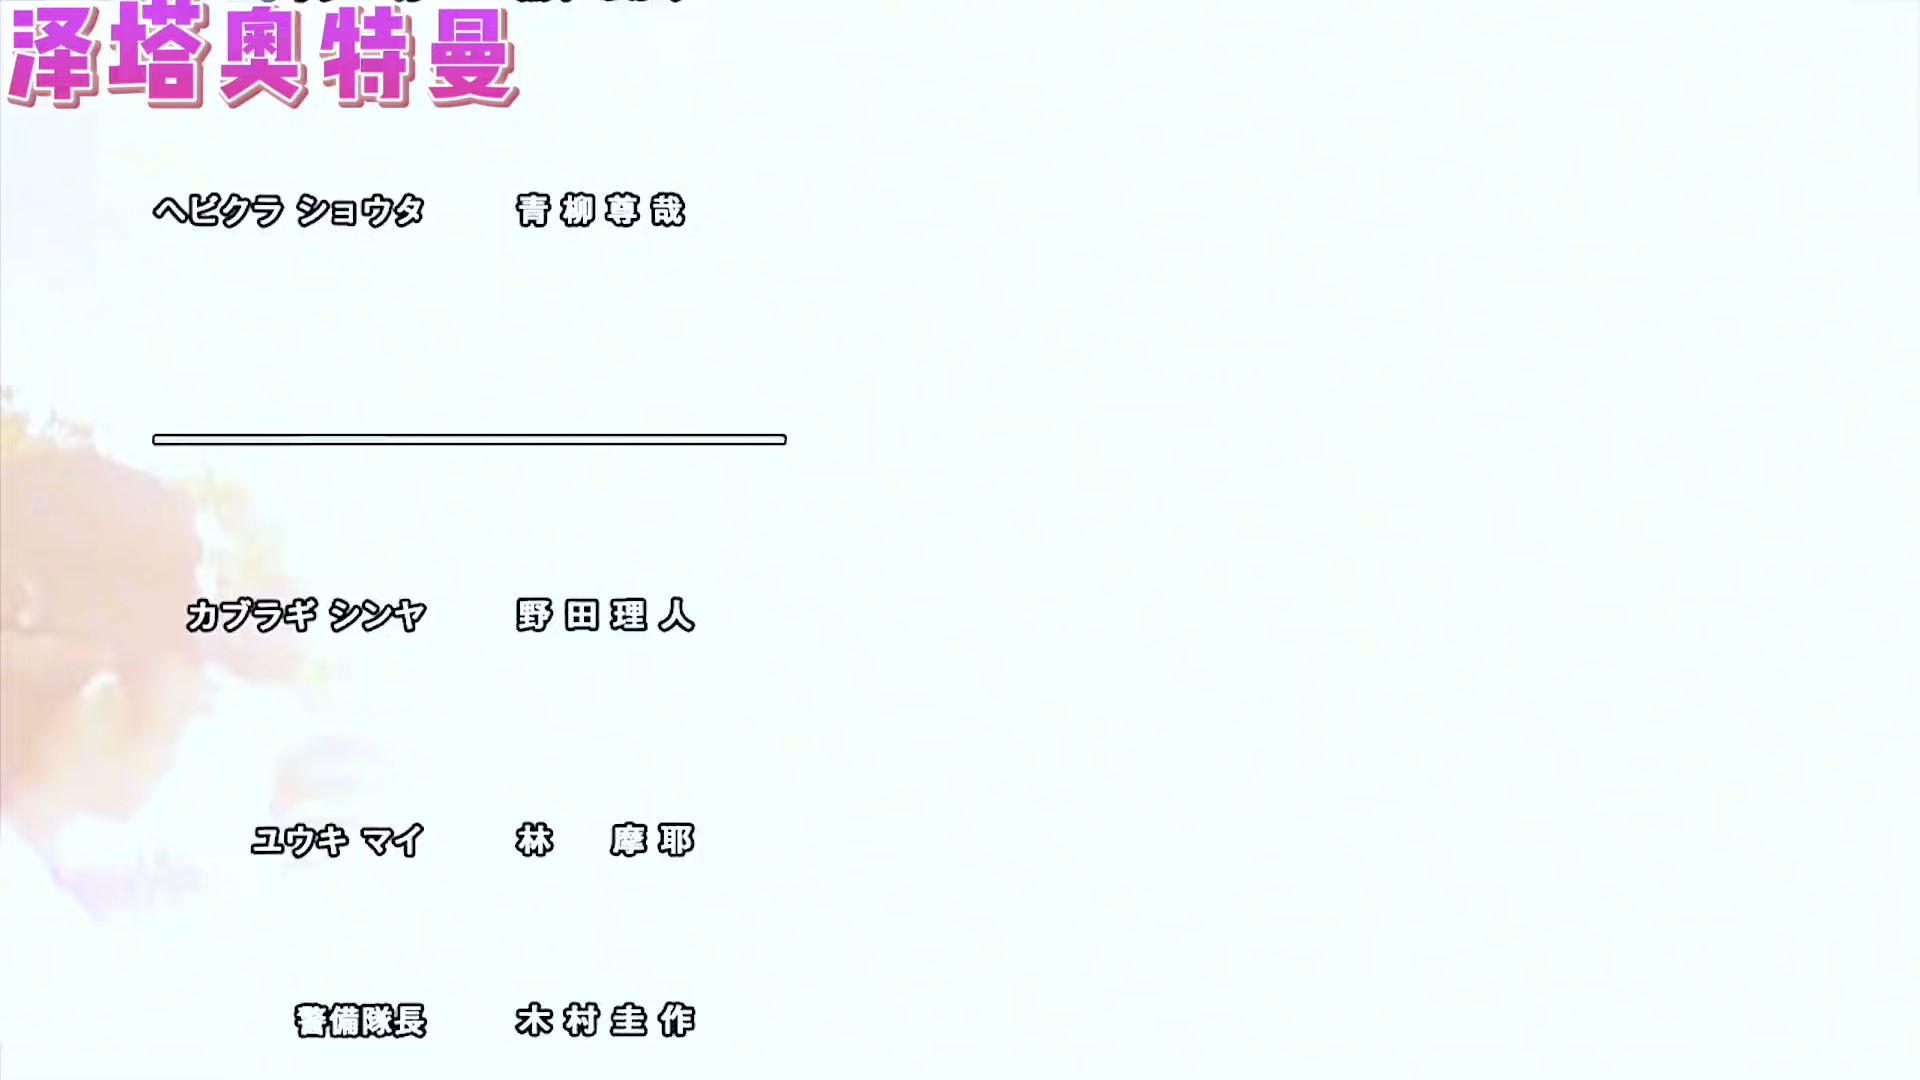 泽塔奥特曼
ヘビクラ ショウタ 青柳尊哉
カブラギ シンヤ 野田理人
ユウキ マイ 林 摩耶
警備隊長 木村圭作